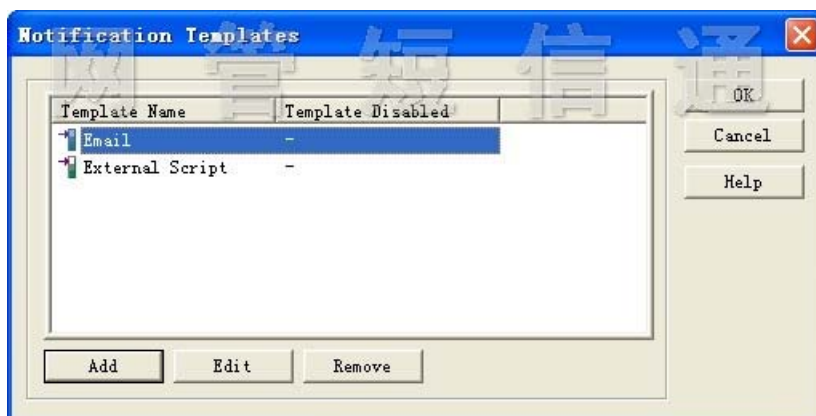 Notification Templates
网管短信通
Template Name Template Disabled
Email -
External Script -
OK
Cancel
Help
Add Edit Remove